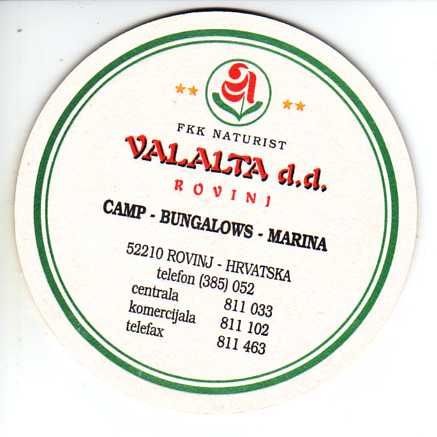 FKK NATURIST
VALALTA d.d.
ROVINJ
CAMP - BUNGALOWS - MARINA
52210 ROVINJ - HRVATSKA
telefon (385) 052
centrala 811 033
komercijala 811 102
telefax 811 463